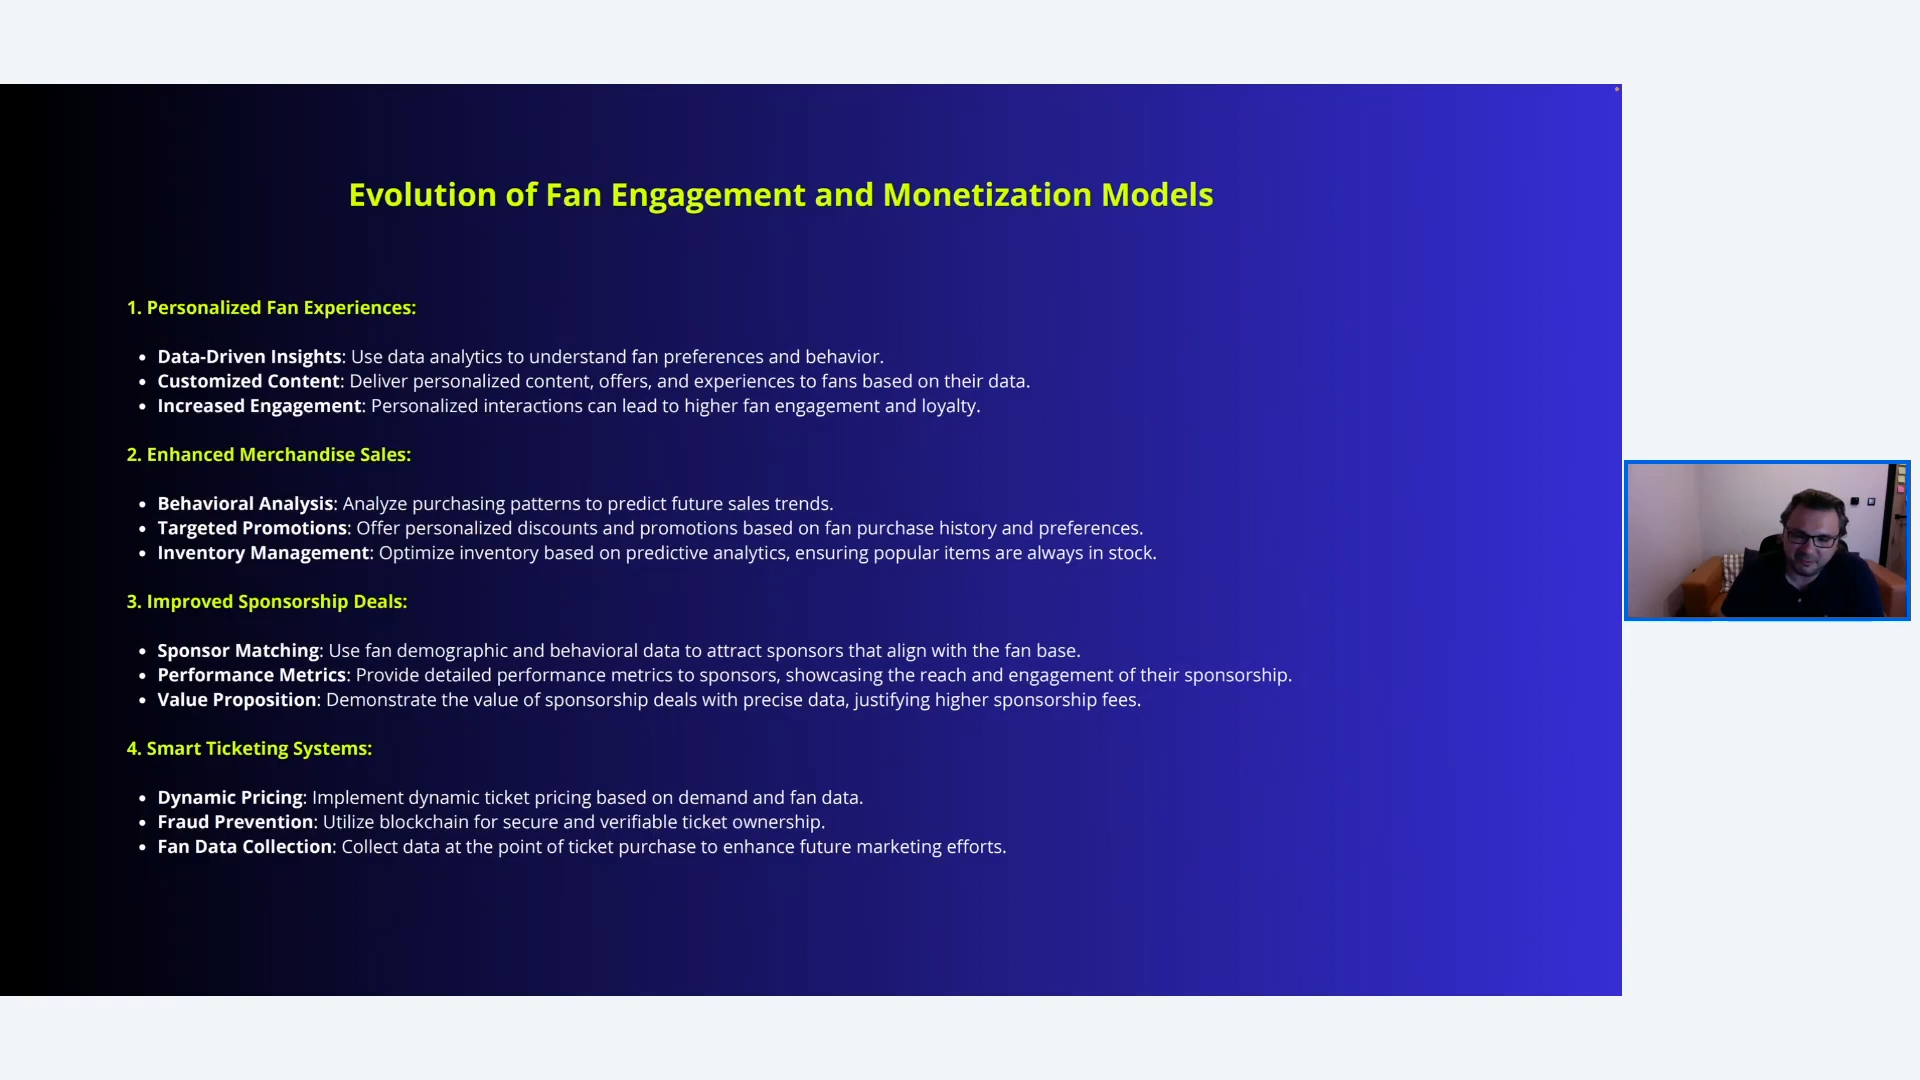 Evolution of Fan Engagement and Monetization Models
1. Personalized Fan Experiences:
• Data-Driven Insights: Use data analytics to understand fan preferences and behavior.
• Customized Content: Deliver personalized content, offers, and experiences to fans based on their data.
• Increased Engagement: Personalized interactions can lead to higher fan engagement and loyalty.
2. Enhanced Merchandise Sales:
• Behavioral Analysis: Analyze purchasing patterns to predict future sales trends.
• Targeted Promotions: Offer personalized discounts and promotions based on fan purchase history and preferences.
• Inventory Management: Optimize inventory based on predictive analytics, ensuring popular items are always in stock.
3. Improved Sponsorship Deals:
• Sponsor Matching: Use fan demographic and behavioral data to attract sponsors that align with the fan base.
• Performance Metrics: Provide detailed performance metrics to sponsors, showcasing the reach and engagement of their sponsorship.
• Value Proposition: Demonstrate the value of sponsorship deals with precise data, justifying higher sponsorship fees.
4. Smart Ticketing Systems:
• Dynamic Pricing: Implement dynamic ticket pricing based on demand and fan data.
• Fraud Prevention: Utilize blockchain for secure and verifiable ticket ownership.
• Fan Data Collection: Collect data at the point of ticket purchase to enhance future marketing efforts.